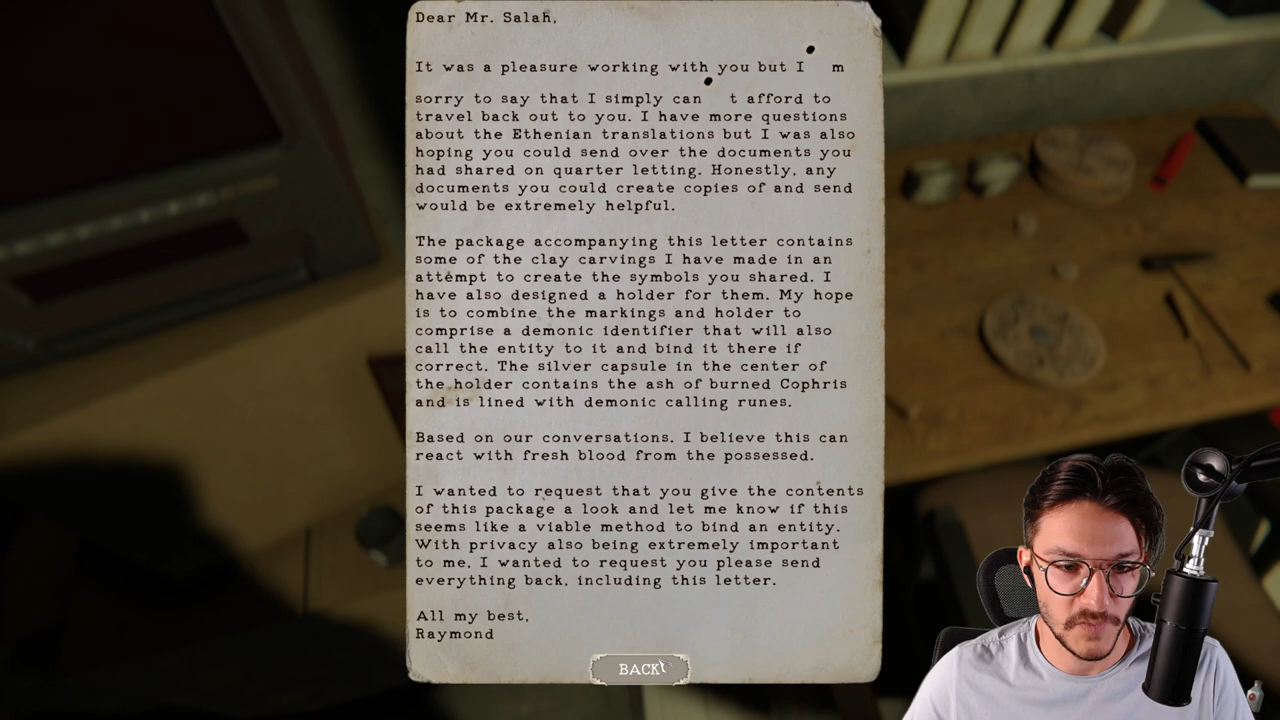 Dear Mr. Salah,
It was a pleasure working with you but I m
sorry to say that I simply can t afford to
travel back out to you. I have more questions
about the Ethenian translations but I was also
hoping you could send over the documents you
had shared on quarter letting. Honestly, any
documents you could create copies of and send
would be extremely helpful.
The package accompanying this letter contains
some of the clay carvings I have made in an
attempt to create the symbols you shared. I
have also designed a holder for them. My hope
is to combine the markings and holder to
comprise a demonic identifier that will also
call the entity to it and bind it there if
correct. The silver capsule in the center of
the holder contains the ash of burned Cophris
and is lined with demonic calling runes.
Based on our conversations, I believe this can
react with fresh blood from the possessed.
I wanted to request that you give the contents
of this package a look and let me know if this
seems like a viable method to bind an entity.
With privacy also being extremely important
to me, I wanted to request you please send
everything back, including this letter.
All my best,
Raymond
BACK